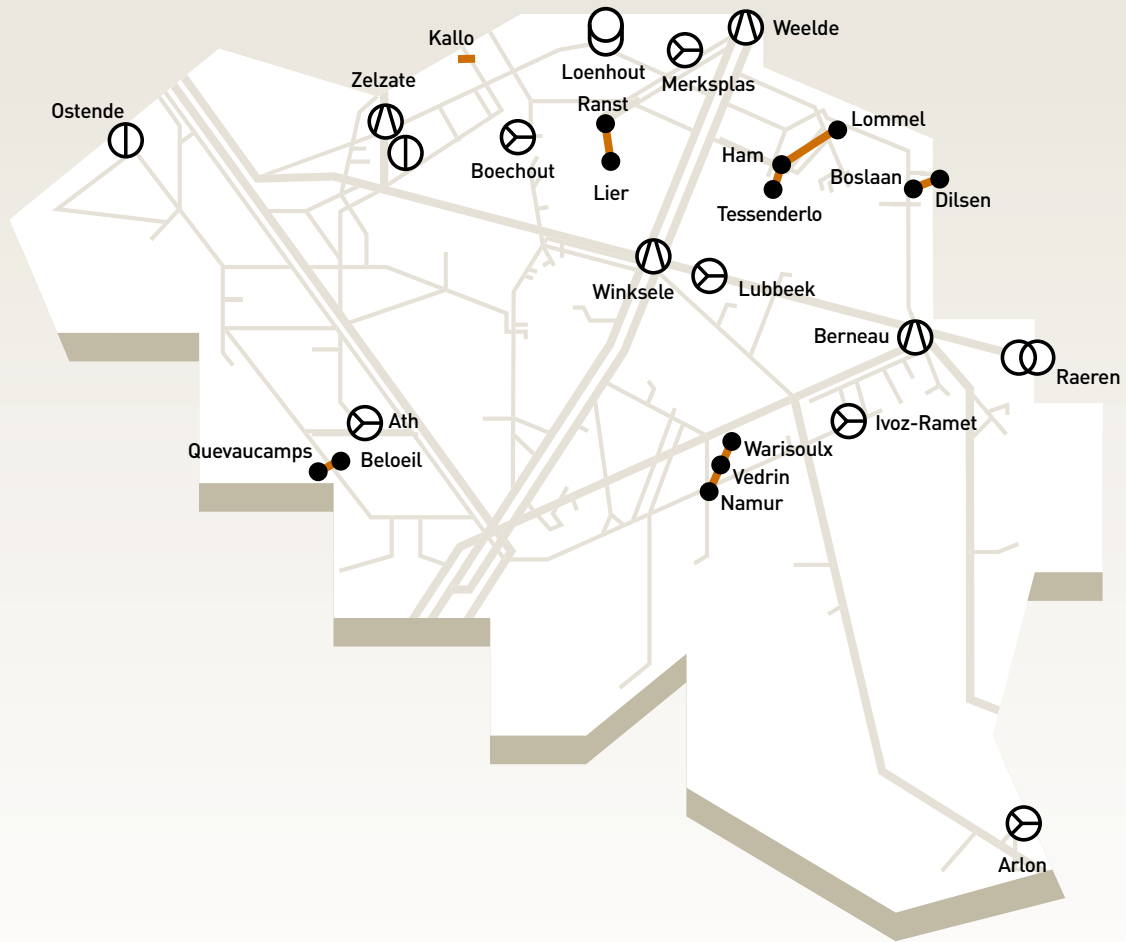 Weelde
Kallo
Loenhout
Zelzate
Merksplas
Ranst
Ostende
Lommel
Ham
Boechout
Boslaan
Lier
Dilsen
Tessenderlo
Winksele
Lubbeek
Berneau
Raeren
Ath
Ivoz-Ramet
Quevaucamps
Beloeil
Warisoulx
Vedrin
Namur
Arlon